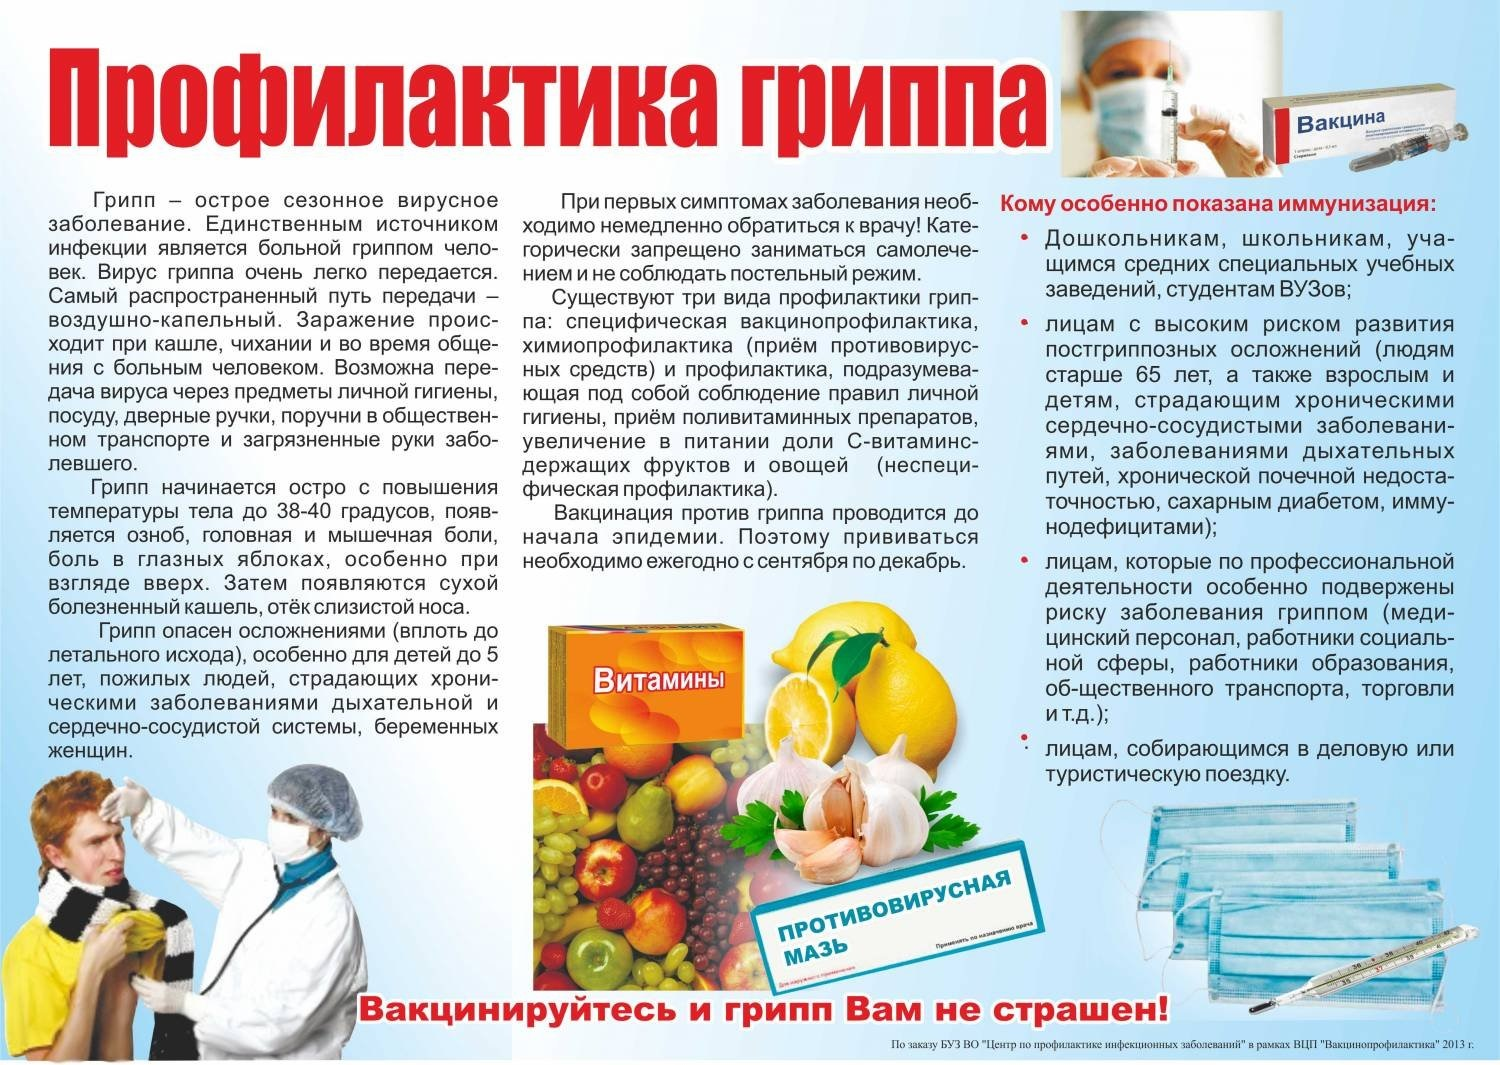 Профилактика гриппа
Вакцина
Стерильно
Грипп – острое сезонное вирусное
заболевание. Единственным источником
инфекции является больной гриппом чело-
век. Вирус гриппа очень легко передается.
Самый распространенный путь передачи –
воздушно-капельный. Заражение проис-
ходит при кашле, чихании и во время обще-
ния с больным человеком. Возможна пере-
дача вируса через предметы личной гигиены,
посуду, дверные ручки, поручни в обществен-
ном транспорте и загрязненные руки забо-
левшего.
Грипп начинается остро с повышения
температуры тела до 38-40 градусов, появ-
ляется озноб, головная и мышечная боли,
боль в глазных яблоках, особенно при
взгляде вверх. Затем появляются сухой
болезненный кашель, отёк слизистой носа.
Грипп опасен осложнениями (вплоть до
летального исхода), особенно для детей до 5
лет, пожилых людей, страдающих хрони-
ческими заболеваниями дыхательной и
сердечно-сосудистой системы, беременных
женщин.
При первых симптомах заболевания необ-
ходимо немедленно обратиться к врачу! Кате-
горически запрещено заниматься самолече-
нием и не соблюдать постельный режим.
Существуют три вида профилактики грип-
па: специфическая вакцинопрофилактика,
химиопрофилактика (приём противовирус-
ных средств) и профилактика, подразумева-
ющая под собой соблюдение правил личной
гигиены, приём поливитаминных препаратов,
увеличение в питании доли С-витаминс-
держащих фруктов и овощей (неспеци-
фическая профилактика).
Вакцинация против гриппа проводится до
начала эпидемии. Поэтому прививаться
необходимо ежегодно с сентября по декабрь.
Кому особенно показана иммунизация:
• Дошкольникам, школьникам, уча-
щимся средних специальных учебных
заведений, студентам ВУЗов;
• лицам с высоким риском развития
постгриппозных осложнений (людям
старше 65 лет, а также взрослым и
детям, страдающим хроническими
сердечно-сосудистыми заболевани-
ями, заболеваниями дыхательных
путей, хронической почечной недоста-
точностью, сахарным диабетом, имму-
нодефицитами);
• лицам, которые по профессиональной
деятельности особенно подвержены
риску заболевания гриппом (меди-
цинский персонал, работники социаль-
ной сферы, работники образования,
об-щественного транспорта, торговли
и т.д.);
• лицам, собирающимся в деловую или
туристическую поездку.
Витамины
ПРОТИВОВИРУСНАЯ
МАЗЬ
Применять по назначению врача
Для наружного применения
Вакцинируйтесь и грипп Вам не страшен!
По заказу БУЗ ВО "Центр по профилактике инфекционных заболеваний" в рамках ВЦП "Вакцинопрофилактика" 2013 г.